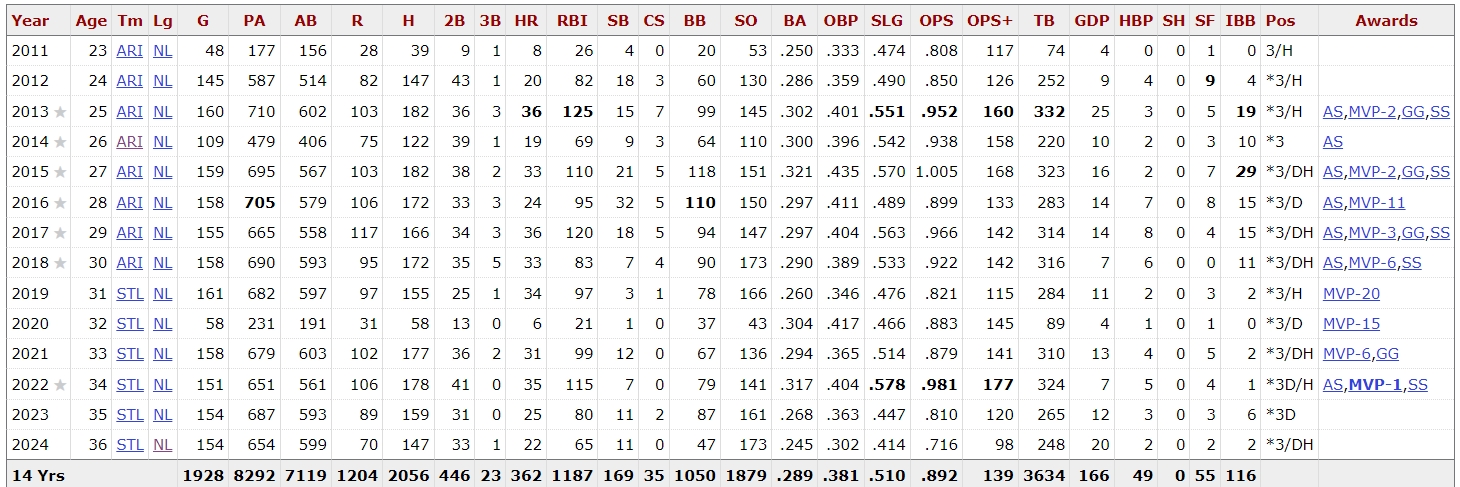 Year Age Tm Lg G PA AB R H 2B 3B HR RBI SB CS BB SO BA OBP SLG OPS OPS+ TB GDP HBP SH SF IBB Pos Awards
2011 23 ARI NL 48 177 156 28 39 9 1 8 26 4 0 20 53 .250 .333 .474 .808 117 74 4 0 0 1 0 3/H
2012 24 ARI NL 145 587 514 82 147 43 1 20 82 18 3 60 130 .286 .359 .490 .850 126 252 9 4 0 9 4 *3/H
2013 ★ 25 ARI NL 160 710 602 103 182 36 3 36 125 15 7 99 145 .302 .401 .551 .952 160 332 25 3 0 5 19 *3/H AS,MVP-2,GG,SS
2014 ★ 26 ARI NL 109 479 406 75 122 39 1 19 69 9 3 64 110 .300 .396 .542 .938 158 220 10 2 0 3 10 *3 AS
2015 ★ 27 ARI NL 159 695 567 103 182 38 2 33 110 21 5 118 151 .321 .435 .570 1.005 168 323 16 2 0 7 29 *3/DH AS,MVP-2,GG,SS
2016 ★ 28 ARI NL 158 705 579 106 172 33 3 24 95 32 5 110 150 .297 .411 .489 .899 133 283 14 7 0 8 15 *3/D AS,MVP-11
2017 ★ 29 ARI NL 155 665 558 117 166 34 3 36 120 18 5 94 147 .297 .404 .563 .966 142 314 14 8 0 4 15 *3/DH AS,MVP-3,GG,SS
2018 ★ 30 ARI NL 158 690 593 95 172 35 5 33 83 7 4 90 173 .290 .389 .533 .922 142 316 7 6 0 0 11 *3/DH AS,MVP-6,SS
2019 31 STL NL 161 682 597 97 155 25 1 34 97 3 1 78 166 .260 .346 .476 .821 115 284 11 2 0 3 2 *3/H MVP-20
2020 32 STL NL 58 231 191 31 58 13 0 6 21 1 0 37 43 .304 .417 .466 .883 145 89 4 1 0 1 0 *3/D MVP-15
2021 33 STL NL 158 679 603 102 177 36 2 31 99 12 0 67 136 .294 .365 .514 .879 141 310 13 4 0 5 2 *3/DH MVP-6,GG
2022 ★ 34 STL NL 151 651 561 106 178 41 0 35 115 7 0 79 141 .317 .404 .578 .981 177 324 7 5 0 4 1 *3D/H AS,MVP-1,SS
2023 35 STL NL 154 687 593 89 159 31 0 25 80 11 2 87 161 .268 .363 .447 .810 120 265 12 3 0 3 6 *3D
2024 36 STL NL 154 654 599 70 147 33 1 22 65 11 0 47 173 .245 .302 .414 .716 98 248 20 2 0 2 2 *3/DH
14 Yrs 1928 8292 7119 1204 2056 446 23 362 1187 169 35 1050 1879 .289 .381 .510 .892 139 3634 166 49 0 55 116